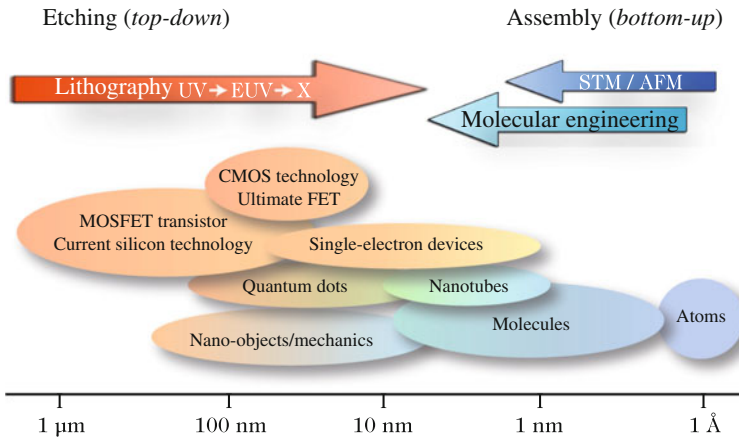 Etching (top-down)
Assembly (bottom-up)
Lithography UV➔EUV➔X
STM / AFM
Molecular engineering
CMOS technology
Ultimate FET
MOSFET transistor
Current silicon technology
Single-electron devices
Quantum dots
Nanotubes
Nano-objects/mechanics
Molecules
Atoms
1 μm
100 nm
10 nm
1 nm
1 Å